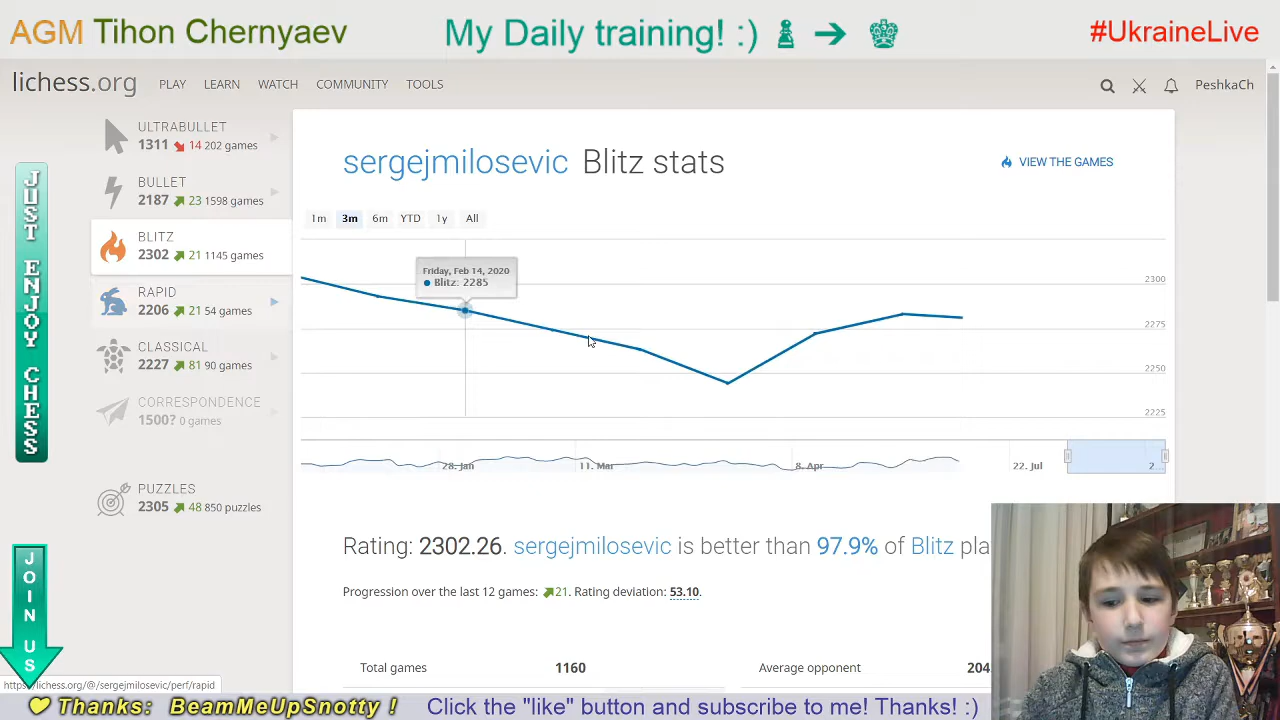 AGM Tihon Chernyaev
My Daily training! :)
#UkraineLive
lichess.org
PLAY
LEARN
WATCH
COMMUNITY
TOOLS
PeshkaCh
JUST ENJOY CHESS
JOIN US
ULTRABULLET
1311 14 202 games
BULLET
2187 23 1598 games
BLITZ
2302 21 1145 games
RAPID
2206 21 54 games
CLASSICAL
2227 81 90 games
CORRESPONDENCE
1500? 0 games
PUZZLES
2305 48 850 puzzles
sergejmilosevic Blitz stats
VIEW THE GAMES
1m 3m 6m YTD 1y All
Friday, Feb 14, 2020
Blitz: 2285
2300
2275
2250
2225
28. Jan
11. Mar
8. Apr
22. Jul
2...
Rating: 2302.26. sergejmilosevic is better than 97.9% of Blitz pla
Progression over the last 12 games: 21. Rating deviation: 53.10.
Total games 1160
Average opponent 204
https://lichess.org/@/sergejmilosevic/perf/rapid
Thanks: BeamMeUpSnotty !
Click the "like" button and subscribe to me! Thanks! :)